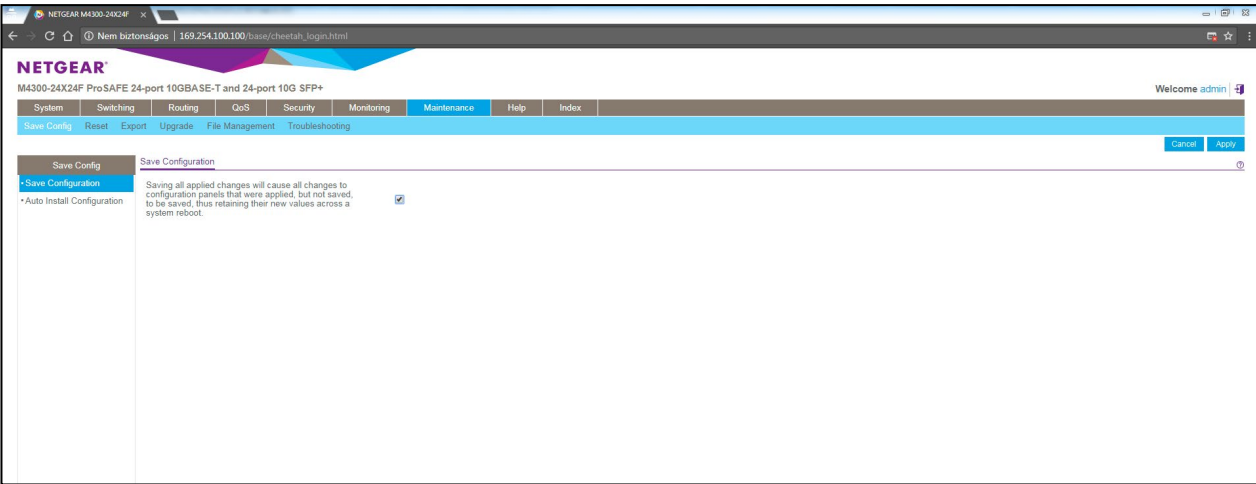 NETGEAR M4300-24X24F
Nem biztonságos | 169.254.100.100/base/cheetah_login.html
NETGEAR®
M4300-24X24F ProSAFE 24-port 10GBASE-T and 24-port 10G SFP+
Welcome admin
System Switching Routing QoS Security Monitoring Maintenance Help Index
Save Config Reset Export Upgrade File Management Troubleshooting
Cancel Apply
Save Config
Save Configuration
•Save Configuration
•Auto Install Configuration
Saving all applied changes will cause all changes to
configuration panels that were applied, but not saved,
to be saved, thus retaining their new values across a
system reboot.